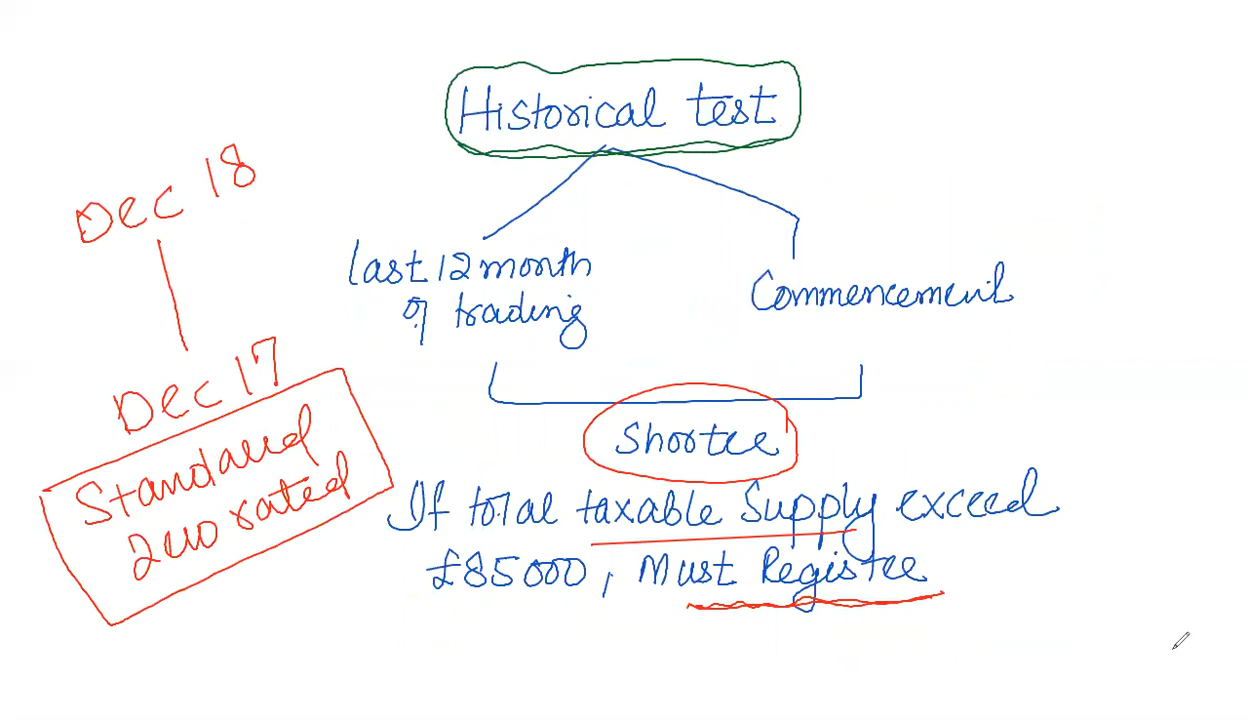 Historical test
Dec 18
last 12 month
of trading
Commencement
Dec 17
Shorter
Standard
zero rated
If total taxable Supply exceed
£85000, Must Register